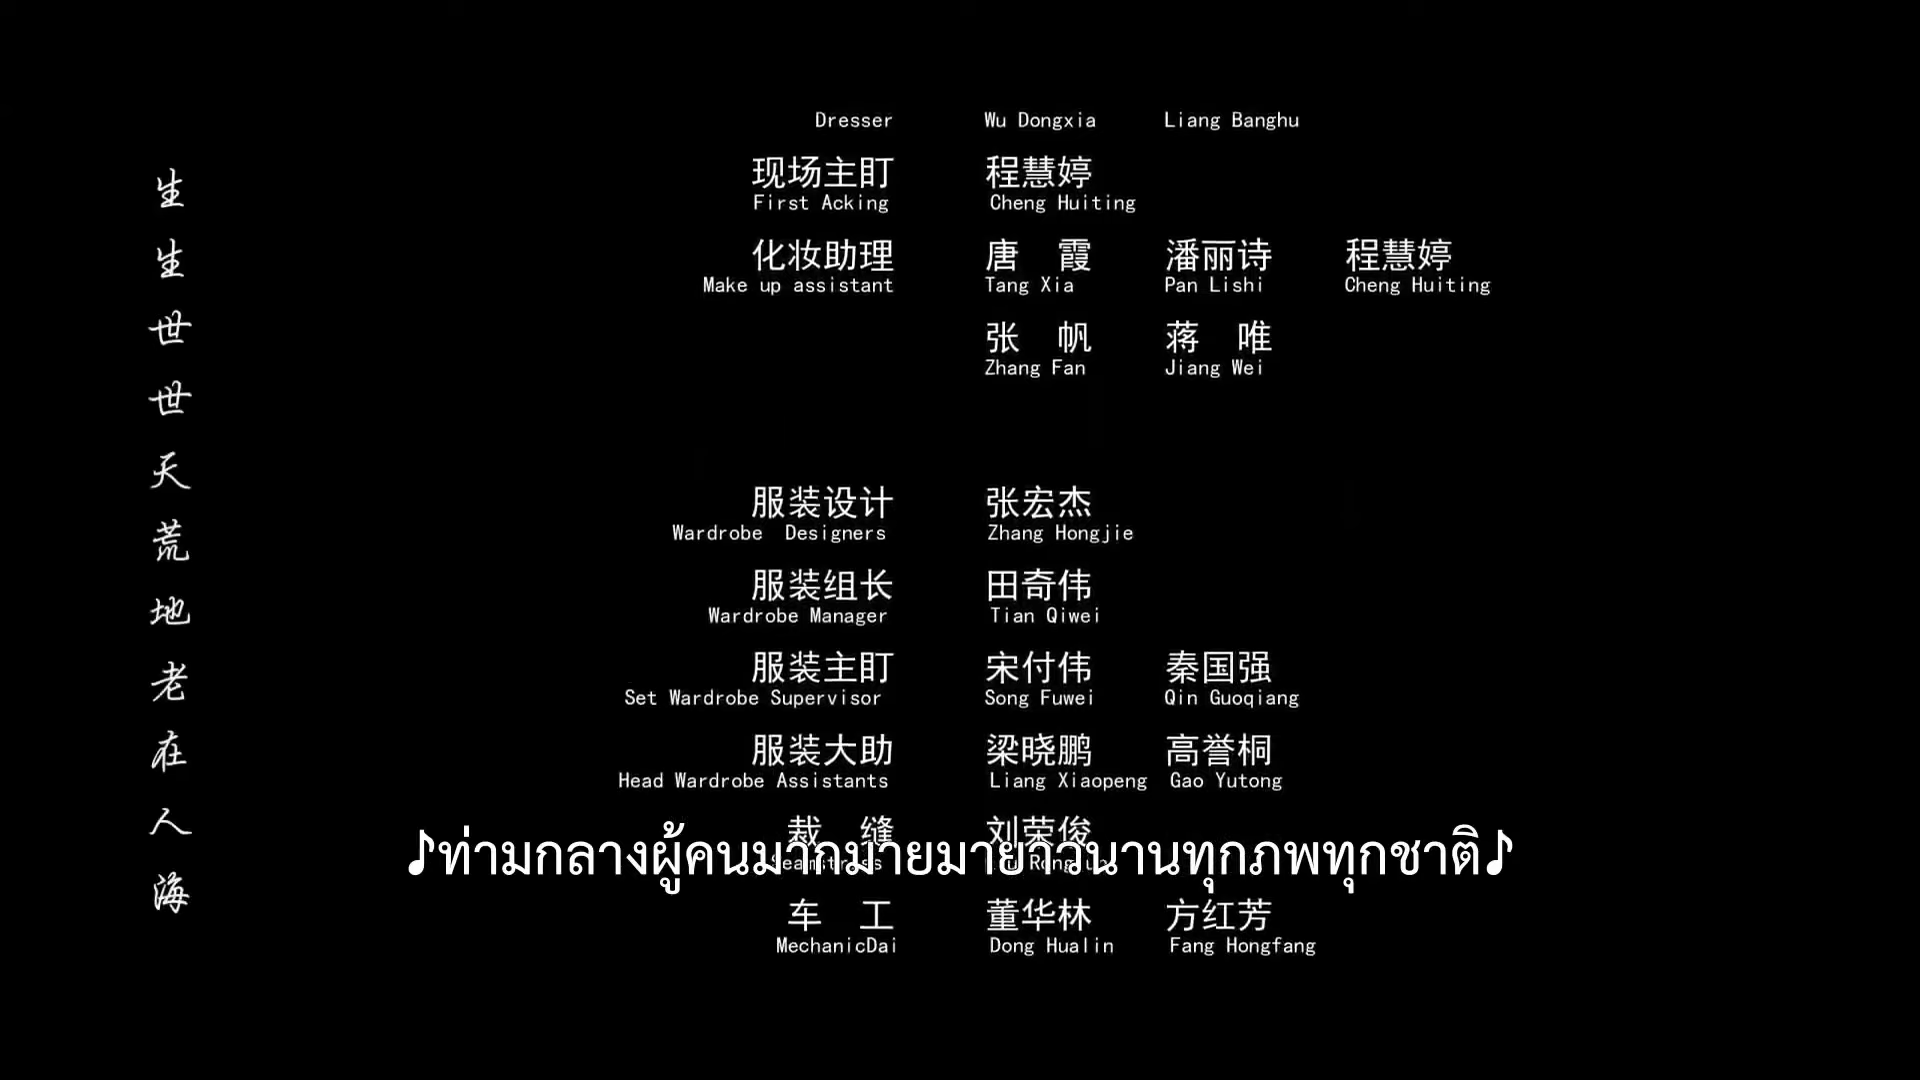 生生世世天荒地老在人海
Dresser Wu Dongxia Liang Banghu
现场主盯 程慧婷
First Acking Cheng Huiting
化妆助理 唐 霞 潘丽诗 程慧婷
Make up assistant Tang Xia Pan Lishi Cheng Huiting
张 帆 蒋 唯
Zhang Fan Jiang Wei
服装设计 张宏杰
Wardrobe Designers Zhang Hongjie
服装组长 田奇伟
Wardrobe Manager Tian Qiwei
服装主盯 宋付伟 秦国强
Set Wardrobe Supervisor Song Fuwei Qin Guoqiang
服装大助 梁晓鹏 高誉桐
Head Wardrobe Assistants Liang Xiaopeng Gao Yutong
裁 缝 刘荣俊
Seamstress
♪ท่ามกลางผู้คนมากมายมายาวนานทุกภพทุกชาติ♪
车 工 董华林 方红芳
MechanicDai Dong Hualin Fang Hongfang